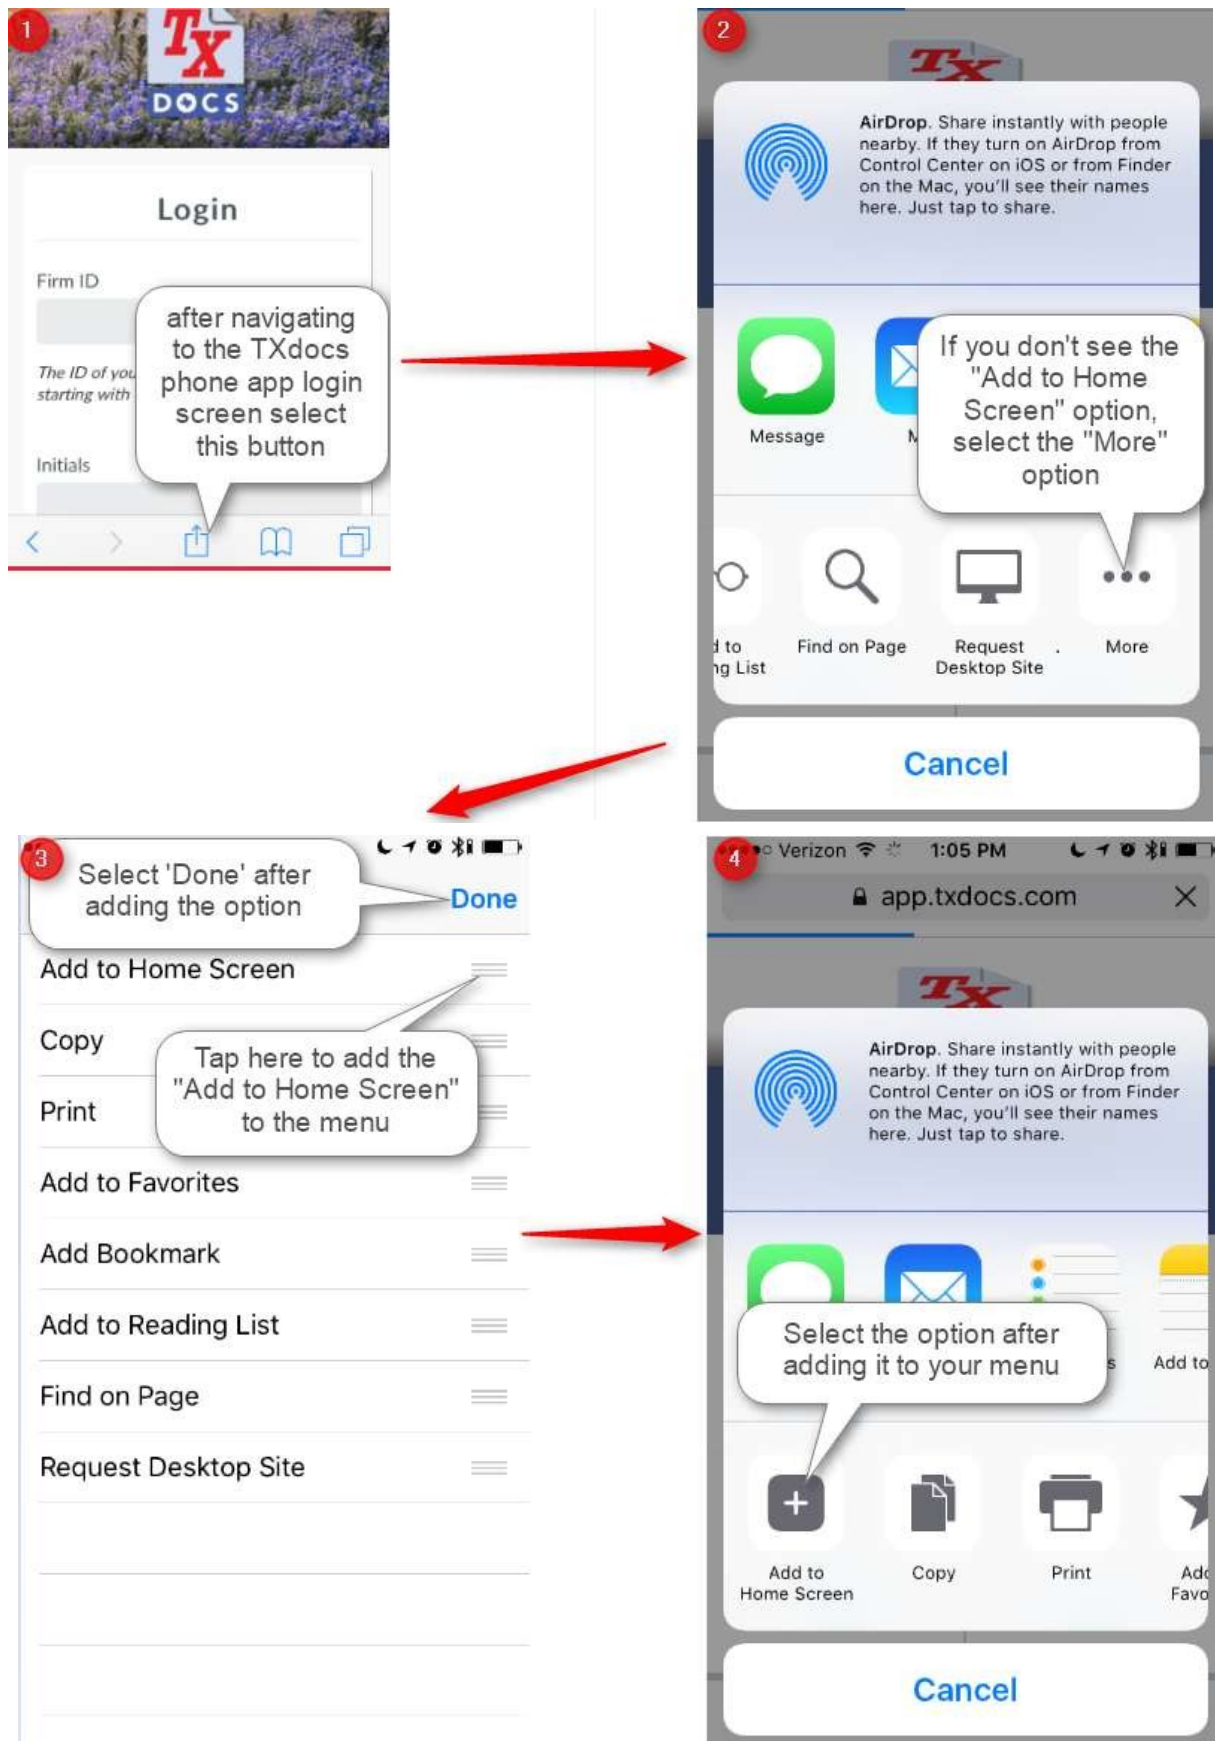 1
TX
DOCS
Login
Firm ID
The ID of you
starting with
Initials
after navigating
to the TXdocs
phone app login
screen select
this button
2
TX
AirDrop. Share instantly with people
nearby. If they turn on AirDrop from
Control Center on iOS or from Finder
on the Mac, you'll see their names
here. Just tap to share.
Message
M
If you don't see the
"Add to Home
Screen" option,
select the "More"
option
d to
ng List
Find on Page
Request
Desktop Site
.
More
Cancel
3
Select 'Done' after
adding the option
Done
Add to Home Screen
Copy
Tap here to add the
"Add to Home Screen"
to the menu
Print
Add to Favorites
Add Bookmark
Add to Reading List
Find on Page
Request Desktop Site
4
Verizon 1:05 PM
app.txdocs.com
TX
AirDrop. Share instantly with people
nearby. If they turn on AirDrop from
Control Center on iOS or from Finder
on the Mac, you'll see their names
here. Just tap to share.
Select the option after
adding it to your menu
s
Add to
Add to
Home Screen
Copy
Print
Add
Favo
Cancel